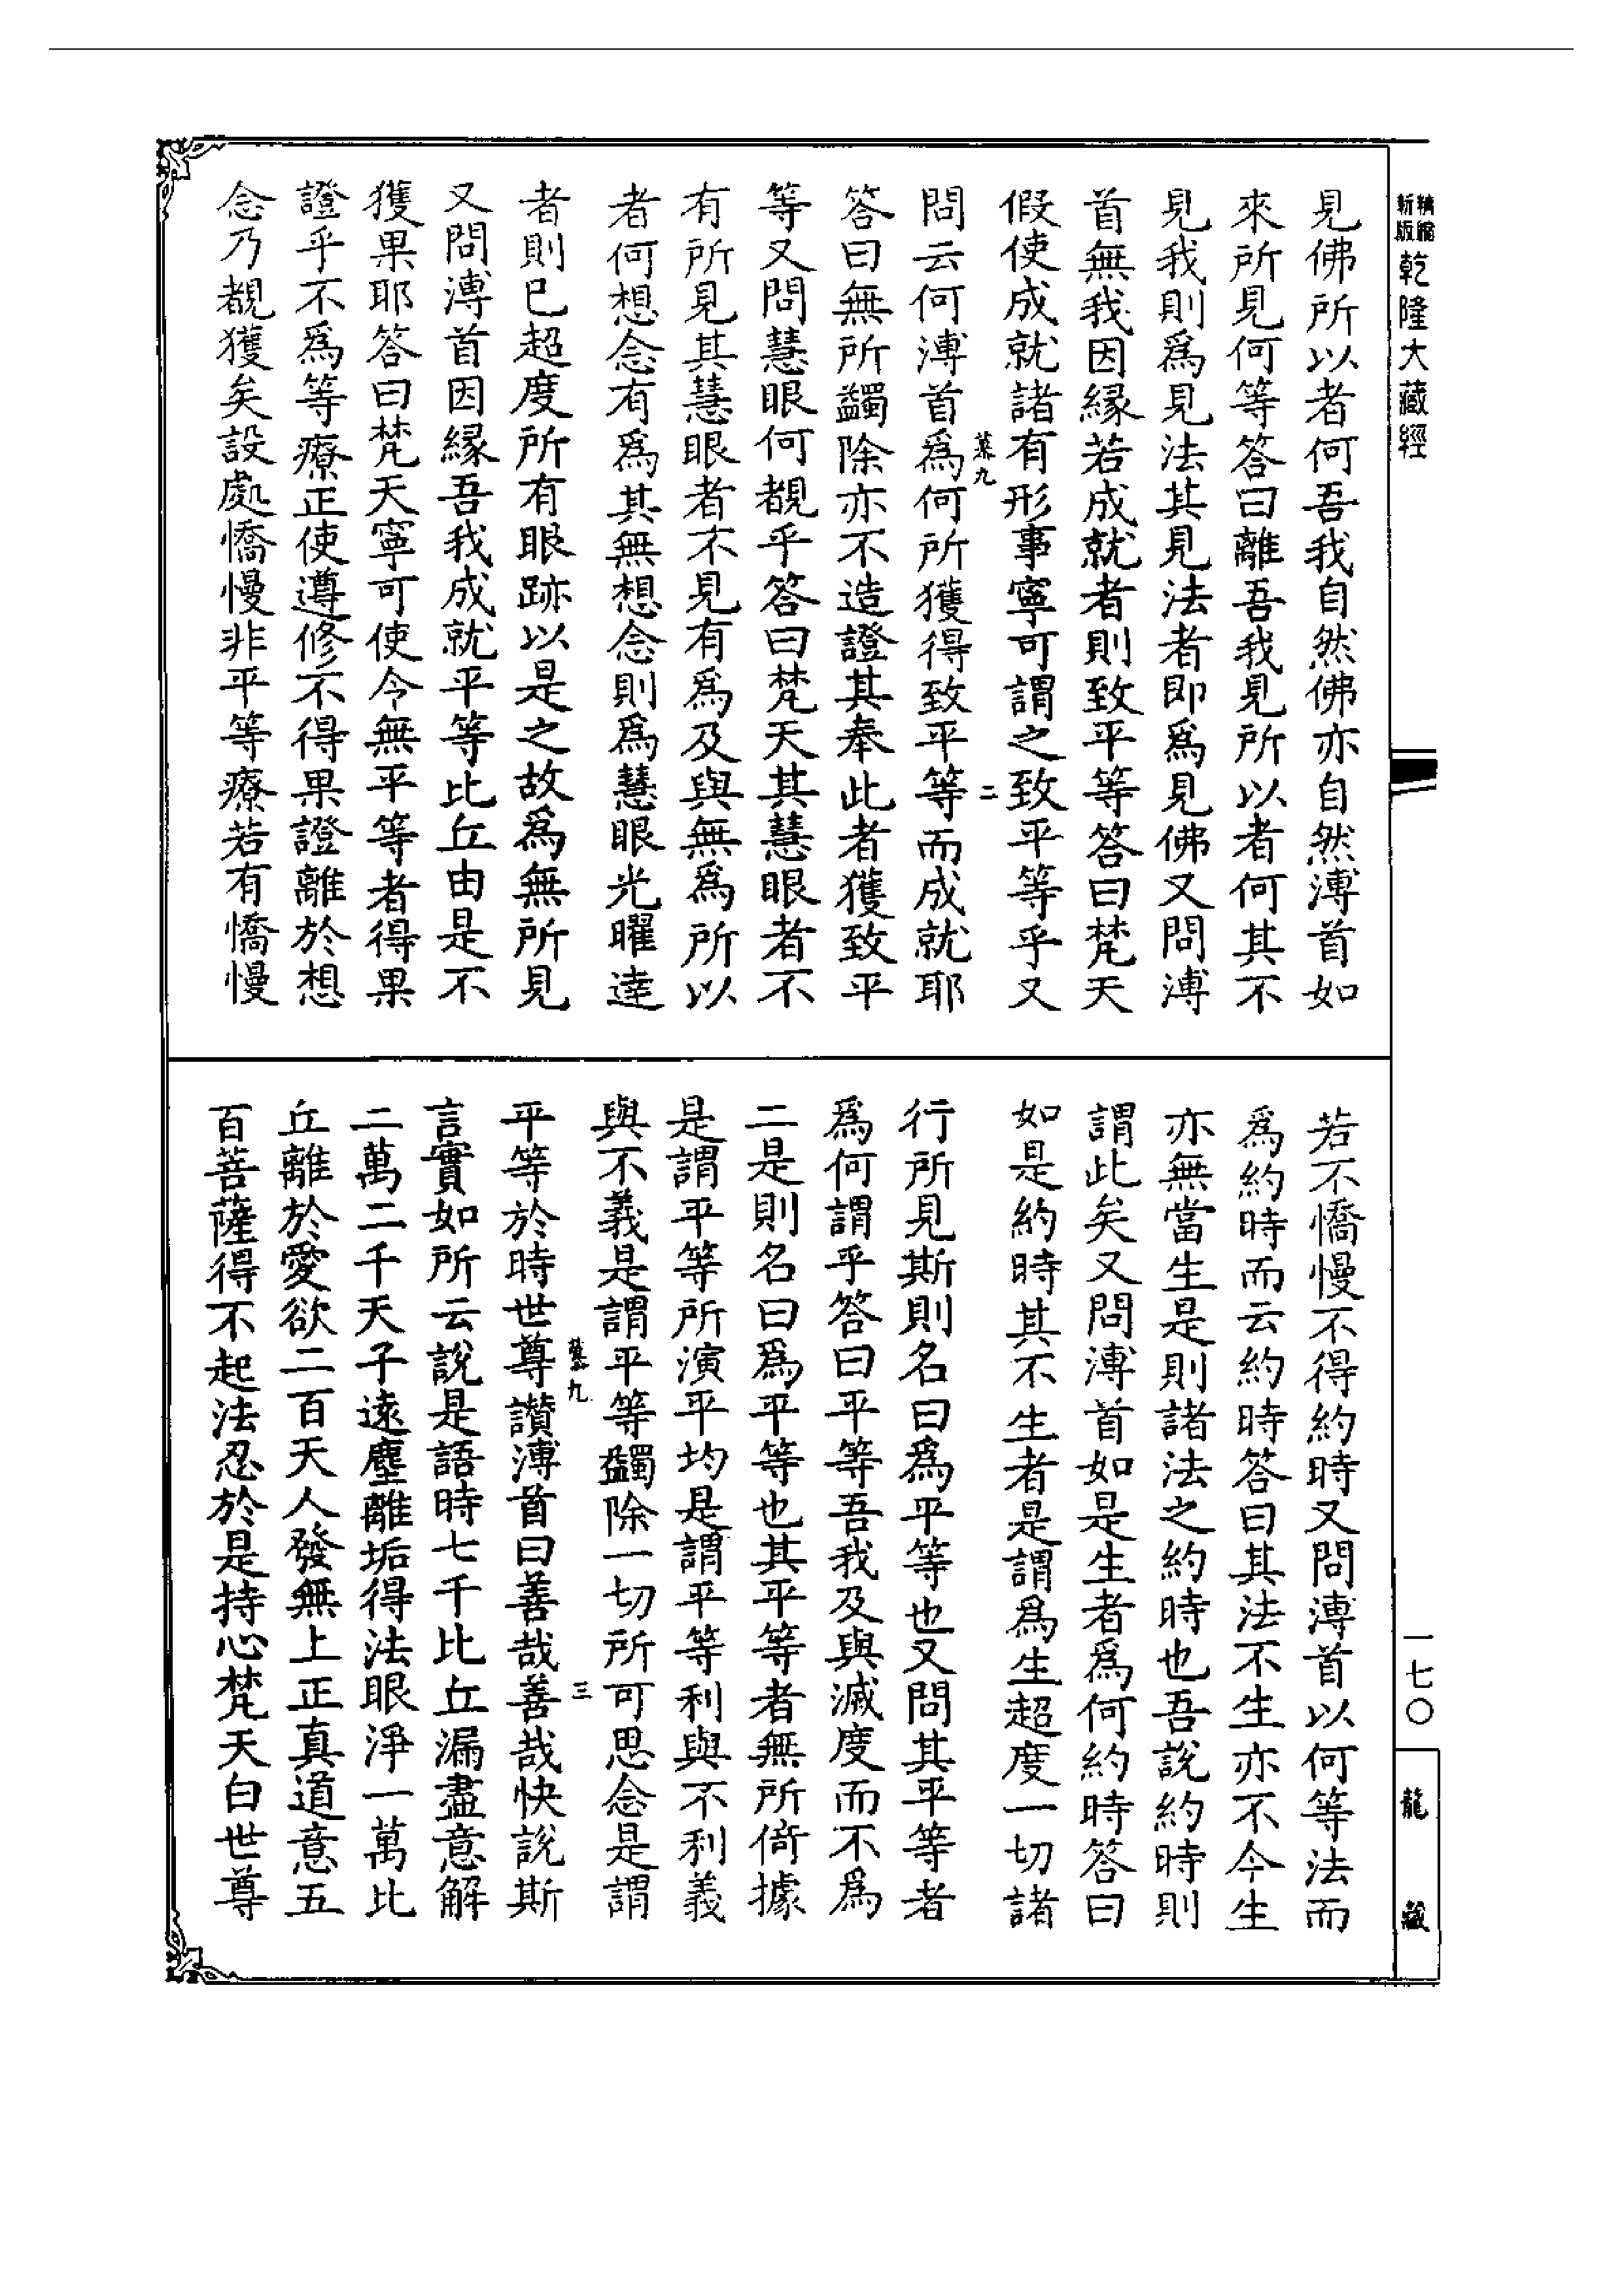 精縮新版乾隆大藏經
見佛所以者何吾我自然佛亦自然溥首如
來所見何等答曰離吾我見所以者何其不
見我則爲見法其見法者即爲見佛又問溥
首無我因緣若成就者則致平等答曰梵天
假使成就諸有形事寧可謂之致平等乎又
慕九 二
問云何溥首爲何所獲得致平等而成就耶
答曰無所蠲除亦不造證其奉此者獲致平
等又問慧眼何覩乎答曰梵天其慧眼者不
有所見其慧眼者不見有爲及與無爲所以
者何想念有爲其無想念則爲慧眼光曜達
者則已超度所有眼跡以是之故爲無所見
又問溥首因緣吾我成就平等比丘由是不
獲果耶答曰梵天寧可使令無平等者得果
證乎不爲等療正使遵修不得果證離於想
念乃覩獲矣設處憍慢非平等療若有憍慢
若不憍慢不得約時又問溥首以何等法而
爲約時而云約時答曰其法不生亦不今生
亦無當生是則諸法之約時也吾說約時則
謂此矣又問溥首如是生者爲何約時答曰
如是約時其不生者是謂爲生超度一切諸
行所見斯則名曰爲平等也又問其平等者
爲何謂乎答曰平等吾我及與滅度而不爲
二是則名曰爲平等也其平等者無所倚據
是謂平等所演平均是謂平等利與不利義
與不義是謂平等蠲除一切所可思念是謂
慕九 三
平等於時世尊讚溥首曰善哉善哉快說斯
言實如所云說是語時七千比丘漏盡意解
二萬二千天子遠塵離垢得法眼淨一萬比
丘離於愛欲二百天人發無上正真道意五
百菩薩得不起法忍於是持心梵天白世尊
一七〇
龍藏